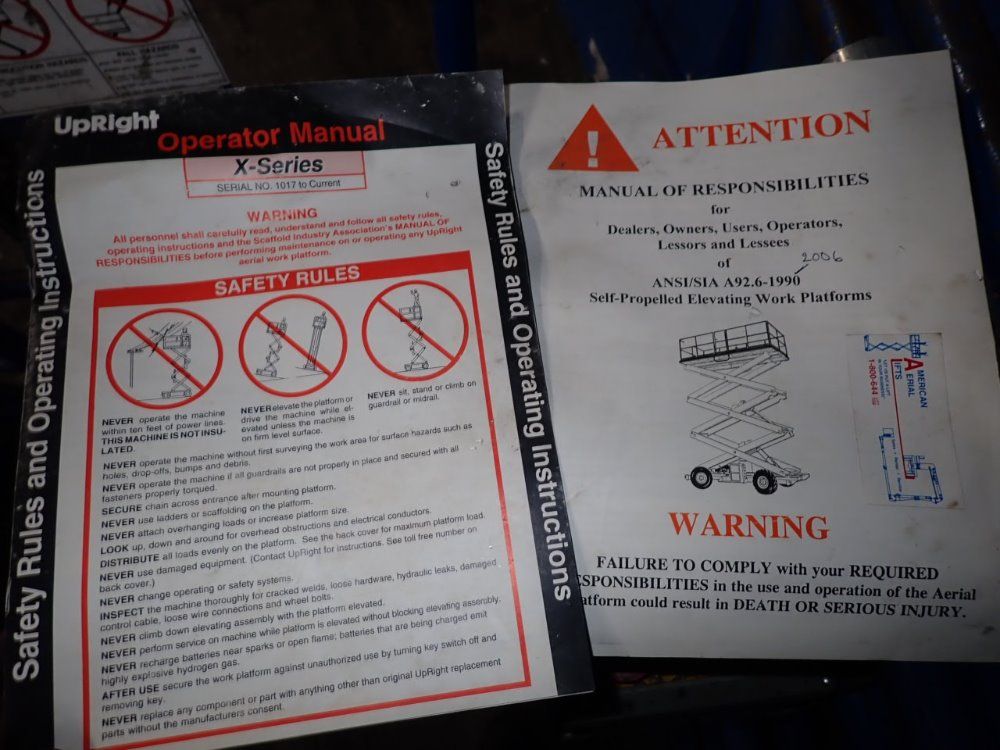 FALL HAZARDS
UpRight
Operator Manual
X-Series
SERIAL NO. 1017 to Current
Safety Rules and Operating Instructions
Safety Rules and Operating Instructions
WARNING
All personnel shall carefully read, understand and follow all safety rules,
operating instructions and the Scaffold Industry Association's MANUAL OF
RESPONSIBILITIES before performing maintenance on or operating any UpRight
aerial work platform.
SAFETY RULES
NEVER operate the machine
within ten feet of power lines.
THIS MACHINE IS NOT INSU-
LATED.
NEVER elevate the platform or
drive the machine while el-
evated unless the machine is
on firm level surface.
NEVER sit, stand or climb on
guardrail or midrail.
NEVER operate the machine without first surveying the work area for surface hazards such as
holes, drop-offs, bumps and debris.
NEVER operate the machine if all guardrails are not properly in place and secured with all
fasteners properly torqued.
SECURE chain across entrance after mounting platform.
NEVER use ladders or scaffolding on the platform.
NEVER attach overhanging loads or increase platform size.
LOOK up, down and around for overhead obstructions and electrical conductors.
DISTRIBUTE all loads evenly on the platform. See the back cover for maximum platform load.
NEVER use damaged equipment. (Contact UpRight for instructions. See toll free number on
back cover.)
NEVER change operating or safety systems.
INSPECT the machine thoroughly for cracked welds, loose hardware, hydraulic leaks, damaged
control cable, loose wire connections and wheel bolts.
NEVER climb down elevating assembly with the platform elevated.
NEVER perform service on machine while platform is elevated without blocking elevating assembly.
NEVER recharge batteries near sparks or open flame; batteries that are being charged emit
highly explosive hydrogen gas.
AFTER USE secure the work platform against unauthorized use by turning key switch off and
removing key.
NEVER replace any component or part with anything other than original UpRight replacement
parts without the manufacturers consent.
ATTENTION
MANUAL OF RESPONSIBILITIES
for
Dealers, Owners, Users, Operators,
Lessors and Lessees
of
2006
ANSI/SIA A92.6-1990
Self-Propelled Elevating Work Platforms
AMERICAN
AERIAL
LIFTS
1-800-644
WARNING
FAILURE TO COMPLY with your REQUIRED
SPONSIBILITIES in the use and operation of the Aerial
atform could result in DEATH OR SERIOUS INJURY.